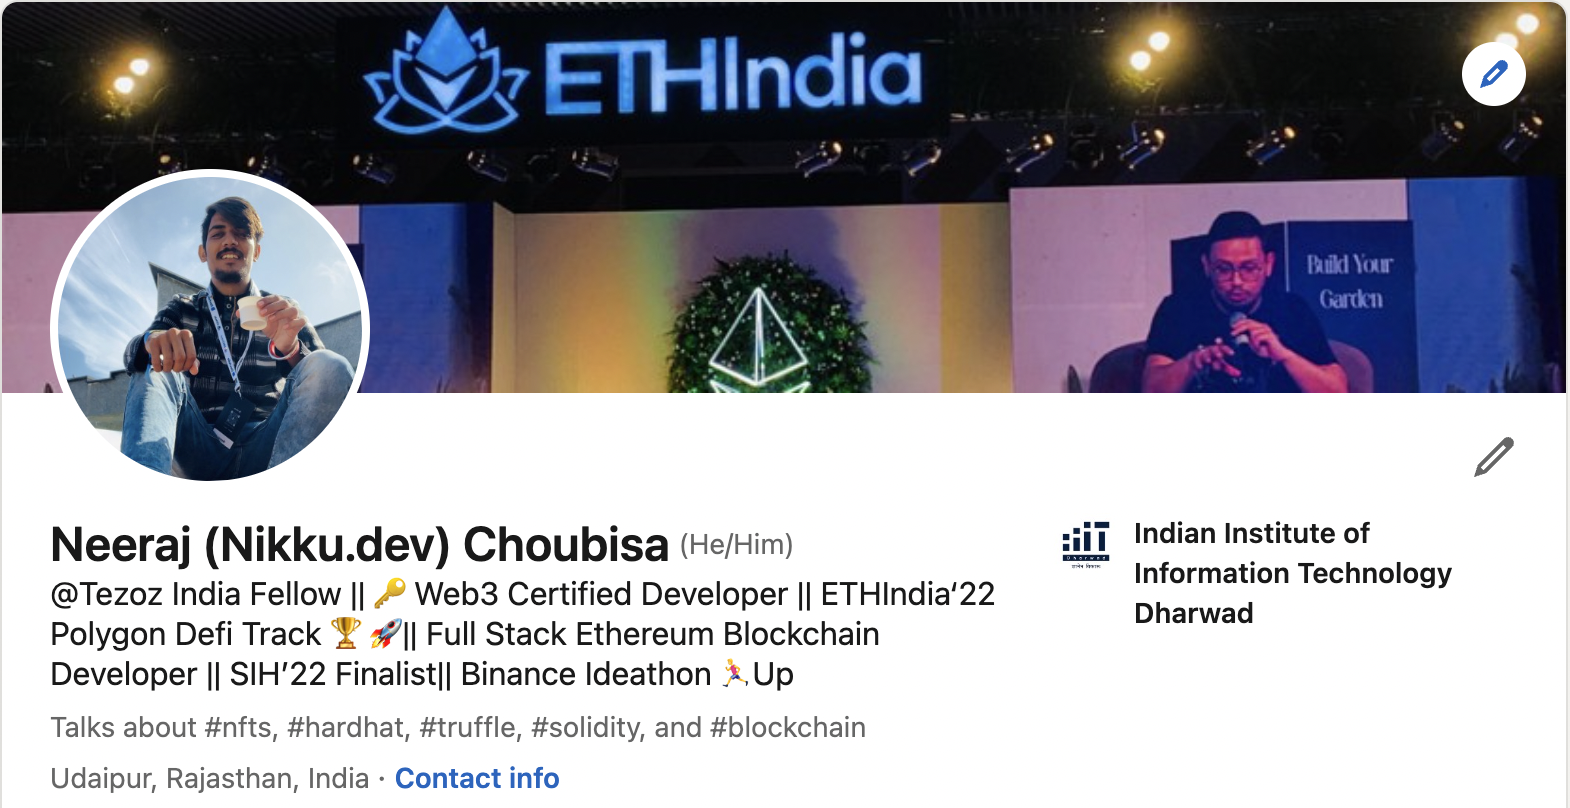 ETHIndia
Build Your
Garden
Neeraj (Nikku.dev) Choubisa (He/Him)
@Tezoz India Fellow || 🔑 Web3 Certified Developer || ETHIndia‘22
Polygon Defi Track 🏆 🚀|| Full Stack Ethereum Blockchain
Developer || SIH’22 Finalist|| Binance Ideathon 🏃Up
Talks about #nfts, #hardhat, #truffle, #solidity, and #blockchain
Udaipur, Rajasthan, India · Contact info
IIIT
Dharwad
Indian Institute of
Information Technology
Dharwad